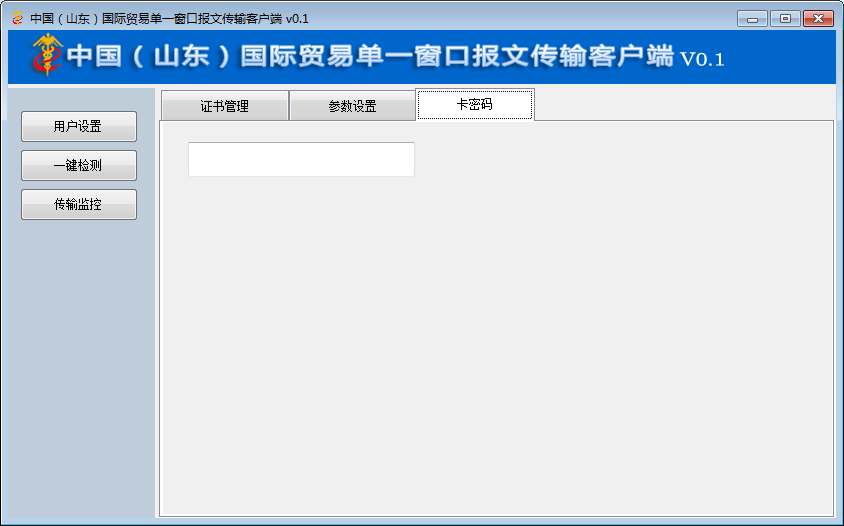 中国（山东）国际贸易单一窗口报文传输客户端 v0.1
中国（山东）国际贸易单一窗口报文传输客户端 V0.1
证书管理 参数设置 卡密码
用户设置
一键检测
传输监控